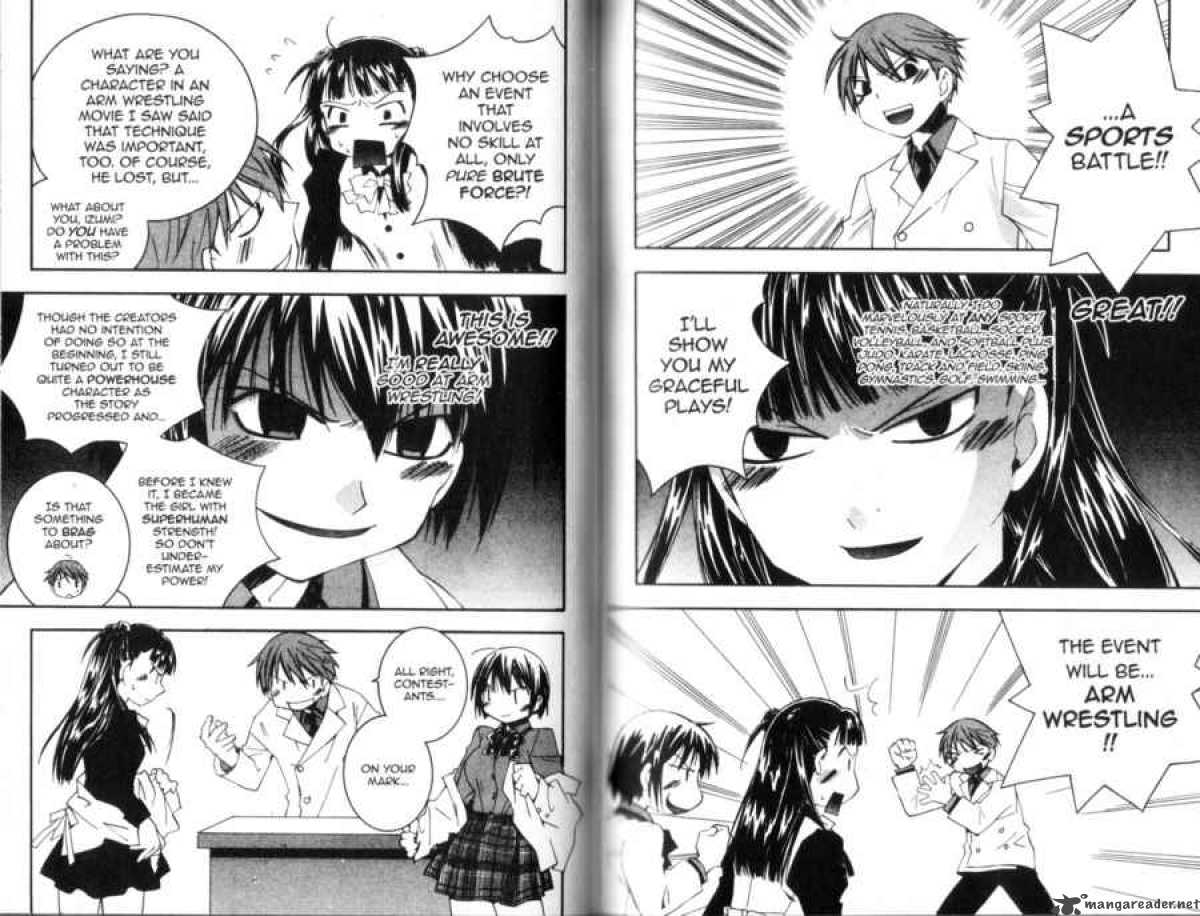 ...A
SPORTS
BATTLE!!
GREAT!!
NATURALLY, I DO
MARVELOUSLY AT ANY SPORT!
TENNIS, BASKETBALL, SOCCER,
VOLLEYBALL, AND SOFTBALL, PLUS
JUDO, KARATE, LACROSSE, PING
PONG, TRACK AND FIELD, SKIING,
GYMNASTICS, GOLF, SWIMMING...
I'LL
SHOW
YOU MY
GRACEFUL
PLAYS!
THE EVENT
WILL BE...
ARM
WRESTLING
!!
WHY CHOOSE
AN EVENT
THAT
INVOLVES
NO SKILL AT
ALL, ONLY
PURE BRUTE
FORCE?!
WHAT ARE YOU
SAYING? A
CHARACTER IN AN
ARM WRESTLING
MOVIE I SAW SAID
THAT TECHNIQUE
WAS IMPORTANT,
TOO. OF COURSE,
HE LOST, BUT...
WHAT ABOUT
YOU, IZUMI?
DO YOU HAVE
A PROBLEM
WITH THIS?
THIS IS
AWESOME!!
I'M REALLY
GOOD AT ARM
WRESTLING!
THOUGH THE CREATORS
HAD NO INTENTION
OF DOING SO AT THE
BEGINNING, I STILL
TURNED OUT TO BE
QUITE A POWERHOUSE
CHARACTER AS
THE STORY
PROGRESSED AND...
BEFORE I KNEW
IT, I BECAME
THE GIRL WITH
SUPERHUMAN
STRENGTH!
SO DON'T
UNDER-
ESTIMATE MY
POWER!
IS THAT
SOMETHING
TO BRAG
ABOUT?
ALL RIGHT,
CONTEST-
ANTS....
ON YOUR
MARK...
mangareader.net